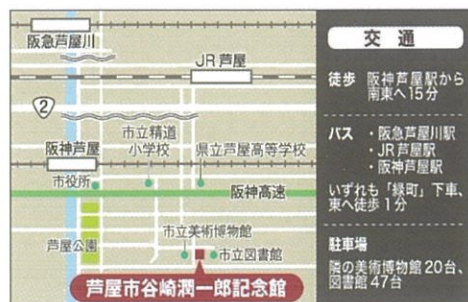 阪急芦屋川
JR 芦屋
2
市立精道
小学校
県立芦屋高等学校
阪神芦屋
市役所
阪神高速
芦屋公園
市立美術博物館
市立図書館
芦屋市谷崎潤一郎記念館
交通
徒歩 阪神芦屋駅から
南東へ15分
バス ・阪急芦屋川駅
・JR芦屋駅
・阪神芦屋駅
いずれも「緑町」下車、
東へ徒歩1分
駐車場
隣の美術博物館20台、
図書館47台